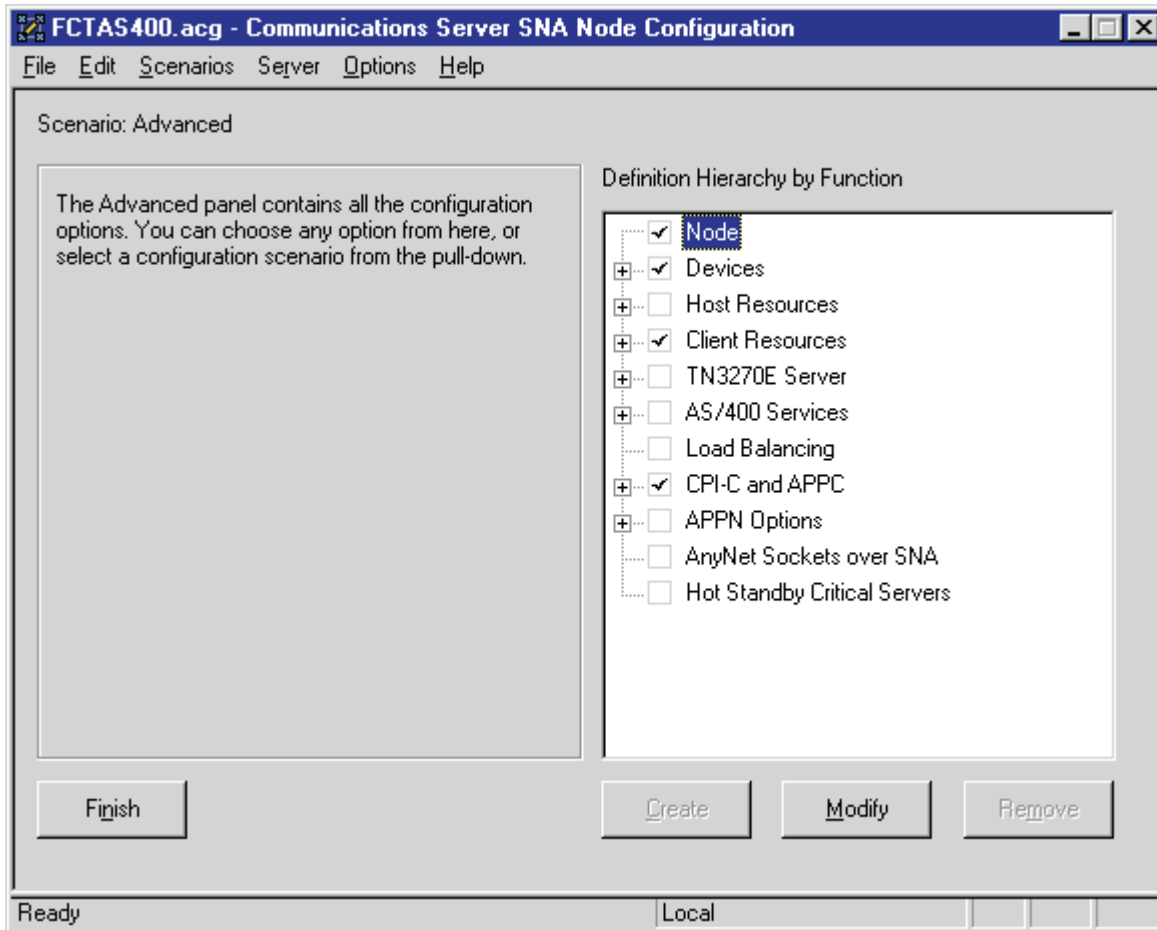 FCTAS400.acg - Communications Server SNA Node Configuration
File Edit Scenarios Server Options Help
Scenario: Advanced
The Advanced panel contains all the configuration
options. You can choose any option from here, or
select a configuration scenario from the pull-down.
Definition Hierarchy by Function
Node
Devices
Host Resources
Client Resources
TN3270E Server
AS/400 Services
Load Balancing
CPI-C and APPC
APPN Options
AnyNet Sockets over SNA
Hot Standby Critical Servers
Finish
Create
Modify
Remove
Ready
Local